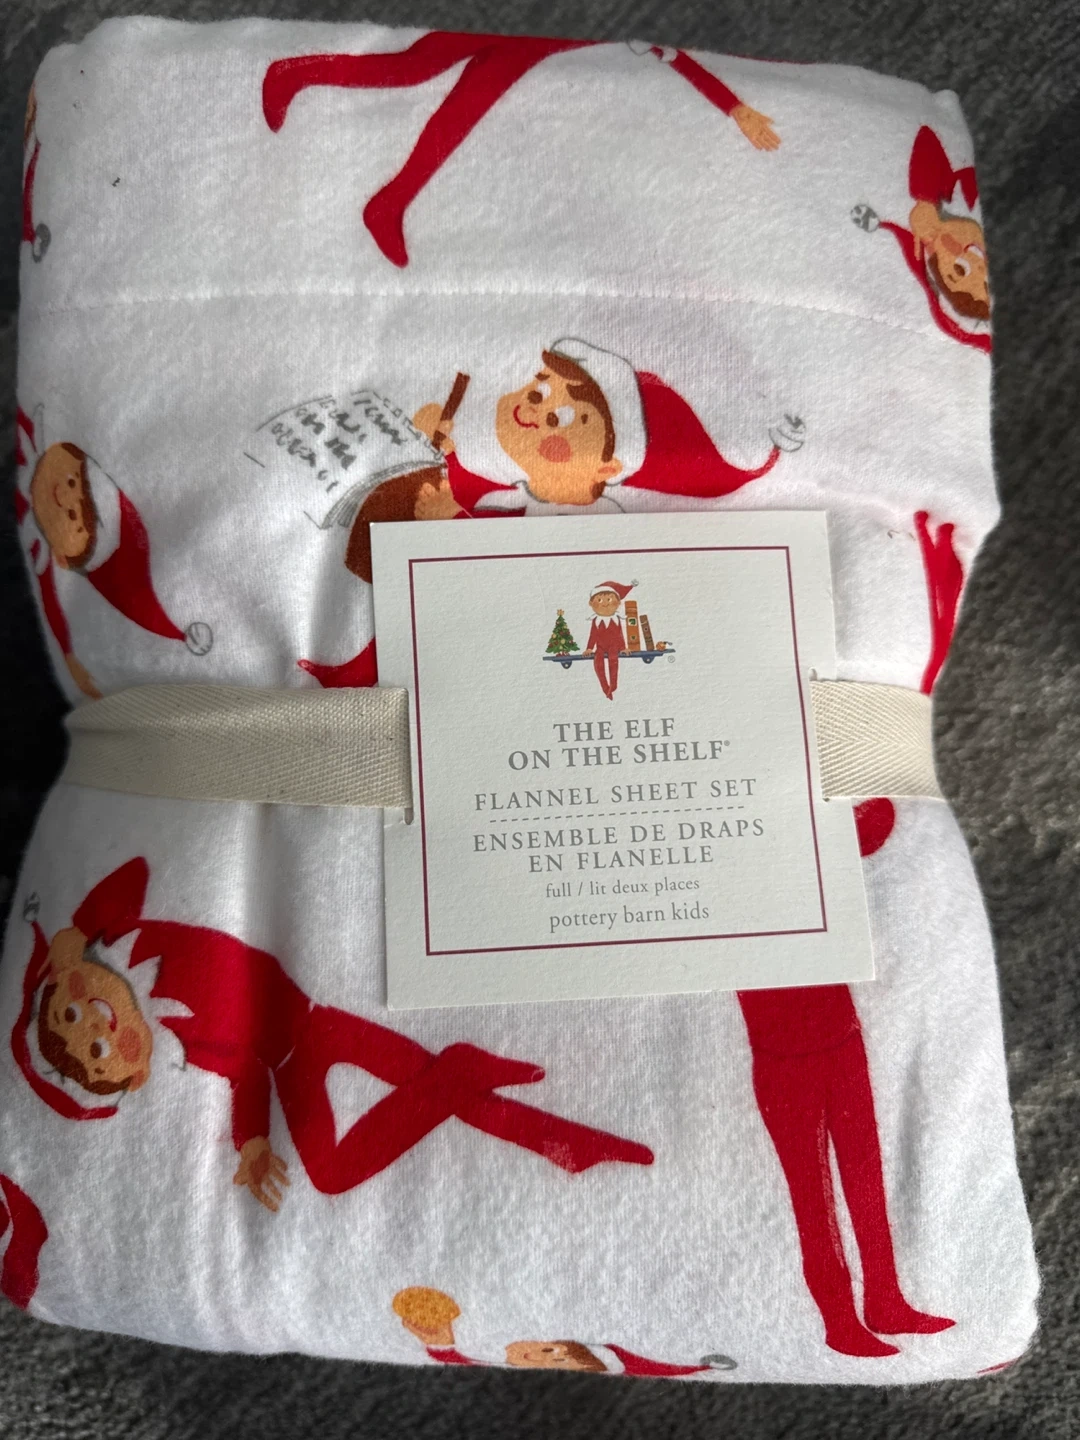 THE ELF
ON THE SHELF®
FLANNEL SHEET SET
ENSEMBLE DE DRAPS
EN FLANELLE
full / lit deux places
pottery barn kids